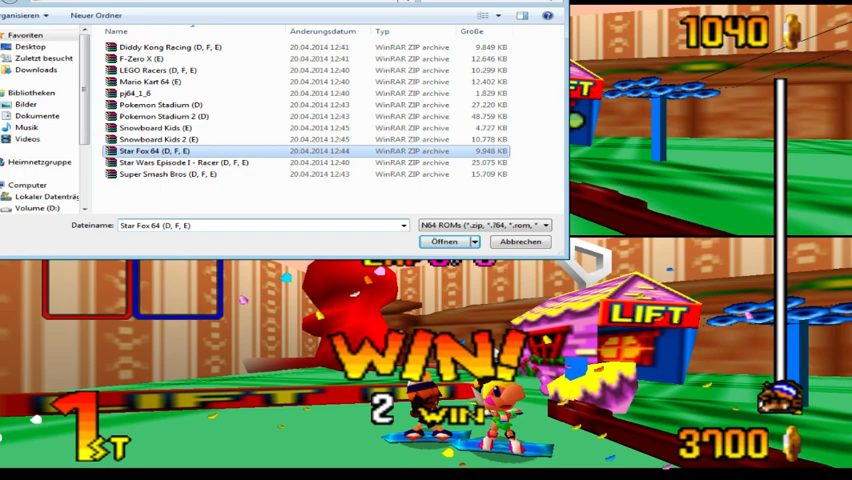 rganisieren Neuer Ordner
Name Änderungsdatum Typ Größe
Favoriten
Desktop
Zuletzt besucht
Downloads
Bibliotheken
Bilder
Dokumente
Musik
Videos
Heimnetzgruppe
Computer
Lokaler Datenträg
Volume (D:)
Diddy Kong Racing (D, F, E) 20.04.2014 12:41 WinRAR ZIP archive 9.849 KB
F-Zero X (E) 20.04.2014 12:41 WinRAR ZIP archive 12.646 KB
LEGO Racers (D, F, E) 20.04.2014 12:40 WinRAR ZIP archive 10.299 KB
Mario Kart 64 (E) 20.04.2014 12:43 WinRAR ZIP archive 12.402 KB
pj64_1_6 20.04.2014 12:40 WinRAR ZIP archive 1.829 KB
Pokemon Stadium (D) 20.04.2014 12:43 WinRAR ZIP archive 27.220 KB
Pokemon Stadium 2 (D) 20.04.2014 12:43 WinRAR ZIP archive 48.759 KB
Snowboard Kids (E) 20.04.2014 12:45 WinRAR ZIP archive 4.727 KB
Snowboard Kids 2 (E) 20.04.2014 12:45 WinRAR ZIP archive 10.778 KB
Star Fox 64 (D, F, E) 20.04.2014 12:44 WinRAR ZIP archive 9.948 KB
Star Wars Episode I - Racer (D, F, E) 20.04.2014 12:40 WinRAR ZIP archive 25.075 KB
Super Smash Bros (D, F, E) 20.04.2014 12:43 WinRAR ZIP archive 15.709 KB
Dateiname: Star Fox 64 (D, F, E) N64 ROMs (*.zip, *.?64, *.rom, *
Öffnen Abbrechen
1040
FT
LIFT
WIN!
1ST
2 WIN
3700